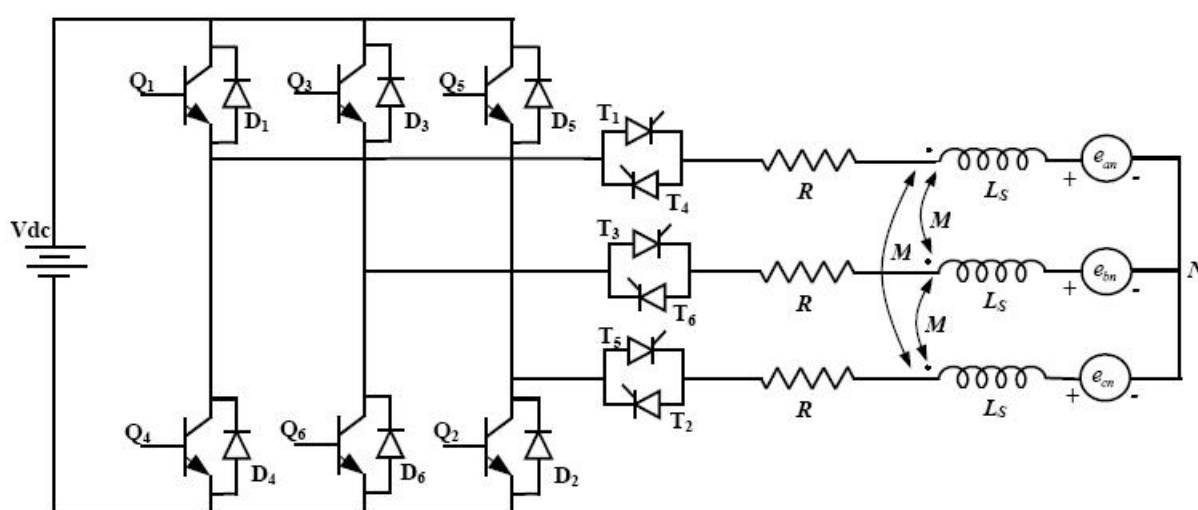 Q1
D1
Q3
D3
Q5
D5
T1
T4
R
LS
+
ean
-
M
Vdc
T3
T6
R
M
LS
+
ebn
-
N
M
T5
T2
R
LS
+
ecn
-
Q4
D4
Q6
D6
Q2
D2